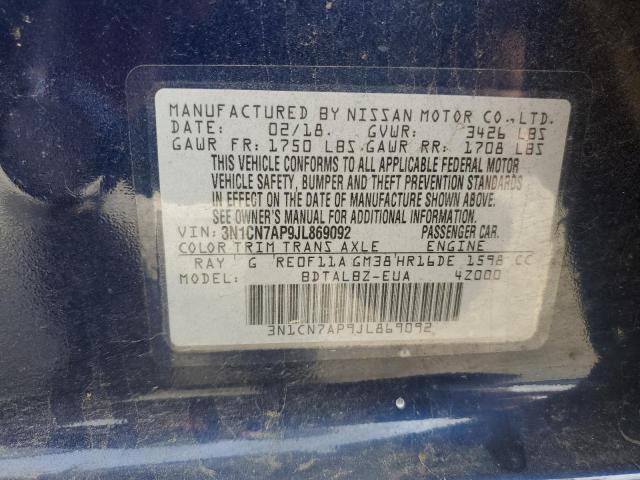 MANUFACTURED BY NISSAN MOTOR CO.,LTD.
DATE: 02/18. GVWR: 3426 LBS
GAWR FR: 1750 LBS GAWR RR: 1708 LBS
THIS VEHICLE CONFORMS TO ALL APPLICABLE FEDERAL MOTOR
VEHICLE SAFETY, BUMPER AND THEFT PREVENTION STANDARDS
IN EFFECT ON THE DATE OF MANUFACTURE SHOWN ABOVE.
SEE OWNER'S MANUAL FOR ADDITIONAL INFORMATION.
VIN: 3N1CN7AP9JL869092 PASSENGER CAR.
COLOR TRIM TRANS AXLE ENGINE
RAY G RE0F11A GM38 HR16DE 1598 CC
MODEL: BDTALBZ-EUA 4Z000
3N1CN7AP9JL869092